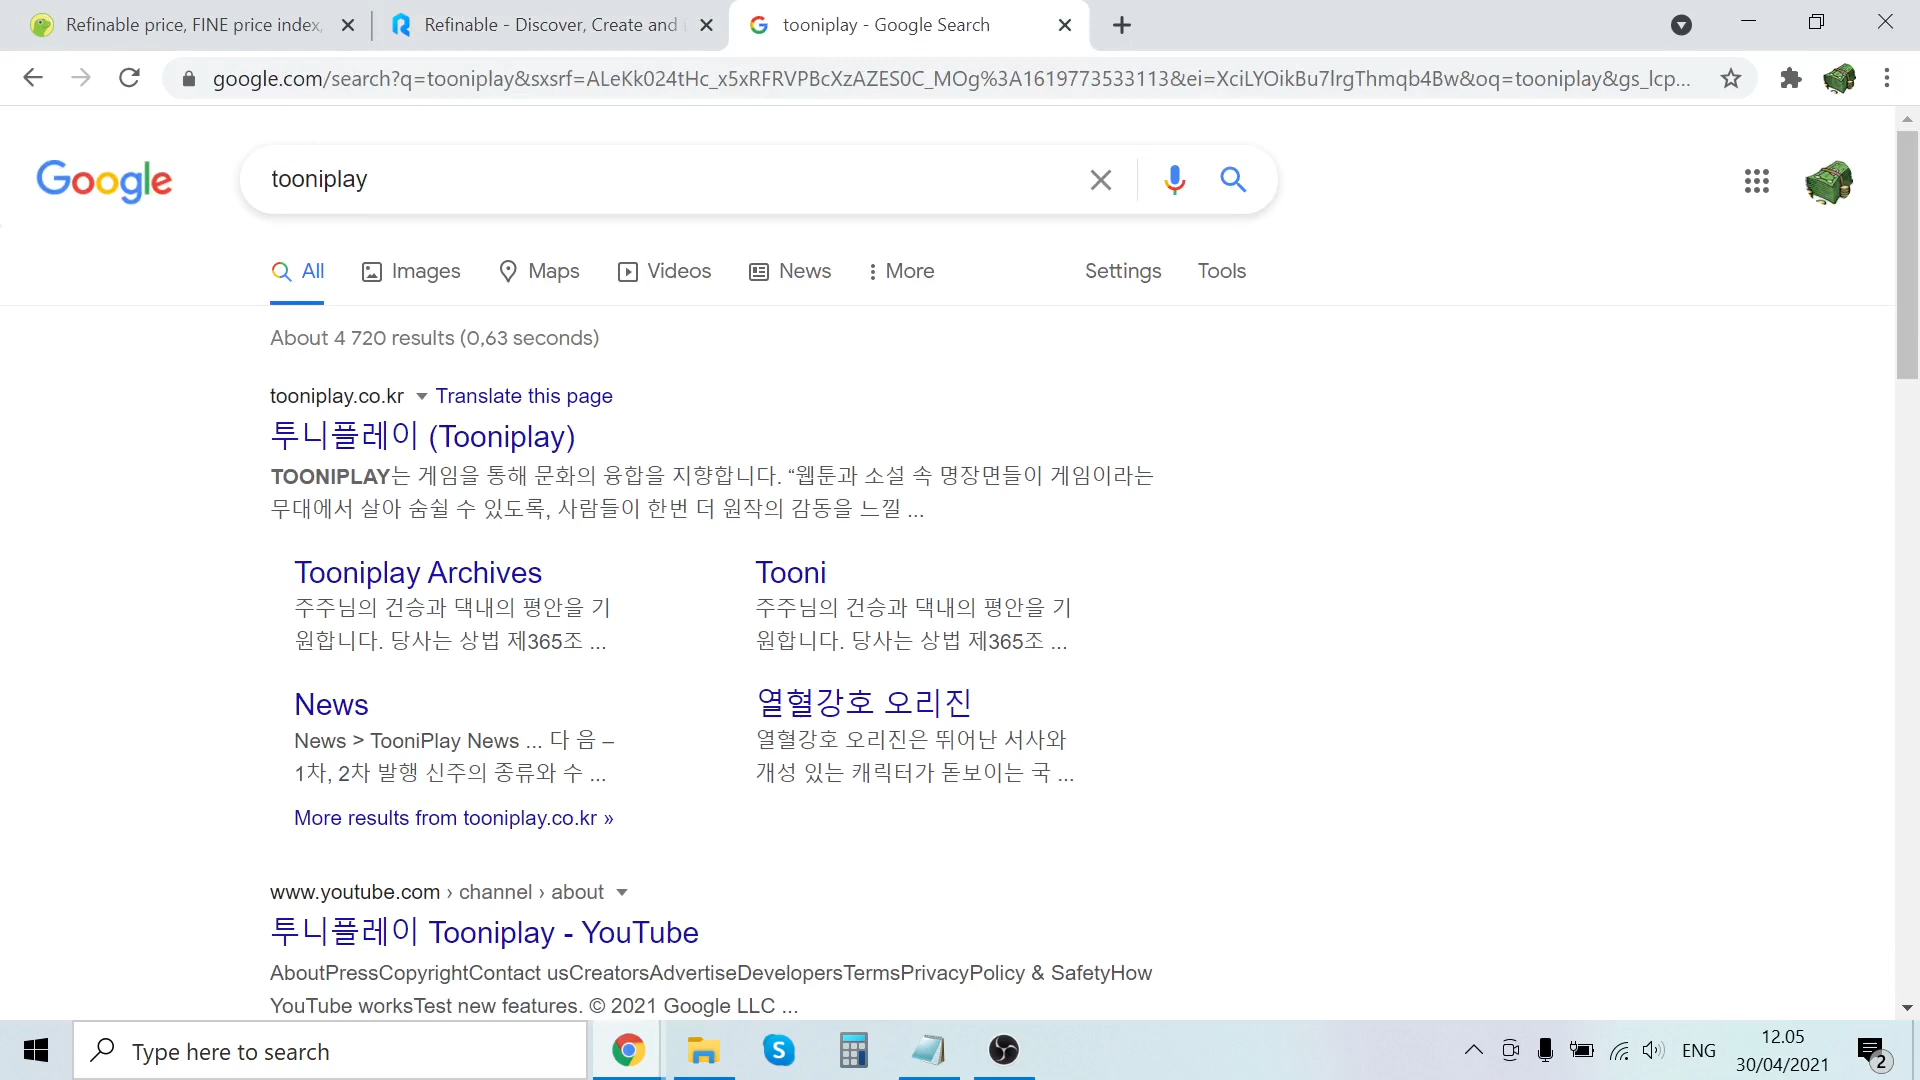 Refinable price, FINE price index,
Refinable - Discover, Create and
tooniplay - Google Search
google.com/search?q=tooniplay&sxsrf=ALeKk024tHc_x5xRFRVPBcXzAZES0C_MOg%3A1619773533113&ei=XciLYOikBu7lrgThmqb4Bw&oq=tooniplay&gs_lcp...
Google
tooniplay
All
Images
Maps
Videos
News
More
Settings
Tools
About 4 720 results (0,63 seconds)
tooniplay.co.kr
Translate this page
투니플레이 (Tooniplay)
TOONIPLAY는 게임을 통해 문화의 융합을 지향합니다. “웹툰과 소설 속 명장면들이 게임이라는
무대에서 살아 숨쉴 수 있도록, 사람들이 한번 더 원작의 감동을 느낄 ...
Tooniplay Archives
주주님의 건승과 댁내의 평안을 기
원합니다. 당사는 상법 제365조 ...
Tooni
주주님의 건승과 댁내의 평안을 기
원합니다. 당사는 상법 제365조 ...
News
News > TooniPlay News ... 다 음 –
1차, 2차 발행 신주의 종류와 수 ...
열혈강호 오리진
열혈강호 오리진은 뛰어난 서사와
개성 있는 캐릭터가 돋보이는 국 ...
More results from tooniplay.co.kr »
www.youtube.com › channel › about
투니플레이 Tooniplay - YouTube
AboutPressCopyrightContact usCreatorsAdvertiseDevelopersTermsPrivacyPolicy & SafetyHow
YouTube worksTest new features. © 2021 Google LLC ...
Type here to search
S
ENG
12.05
30/04/2021
2